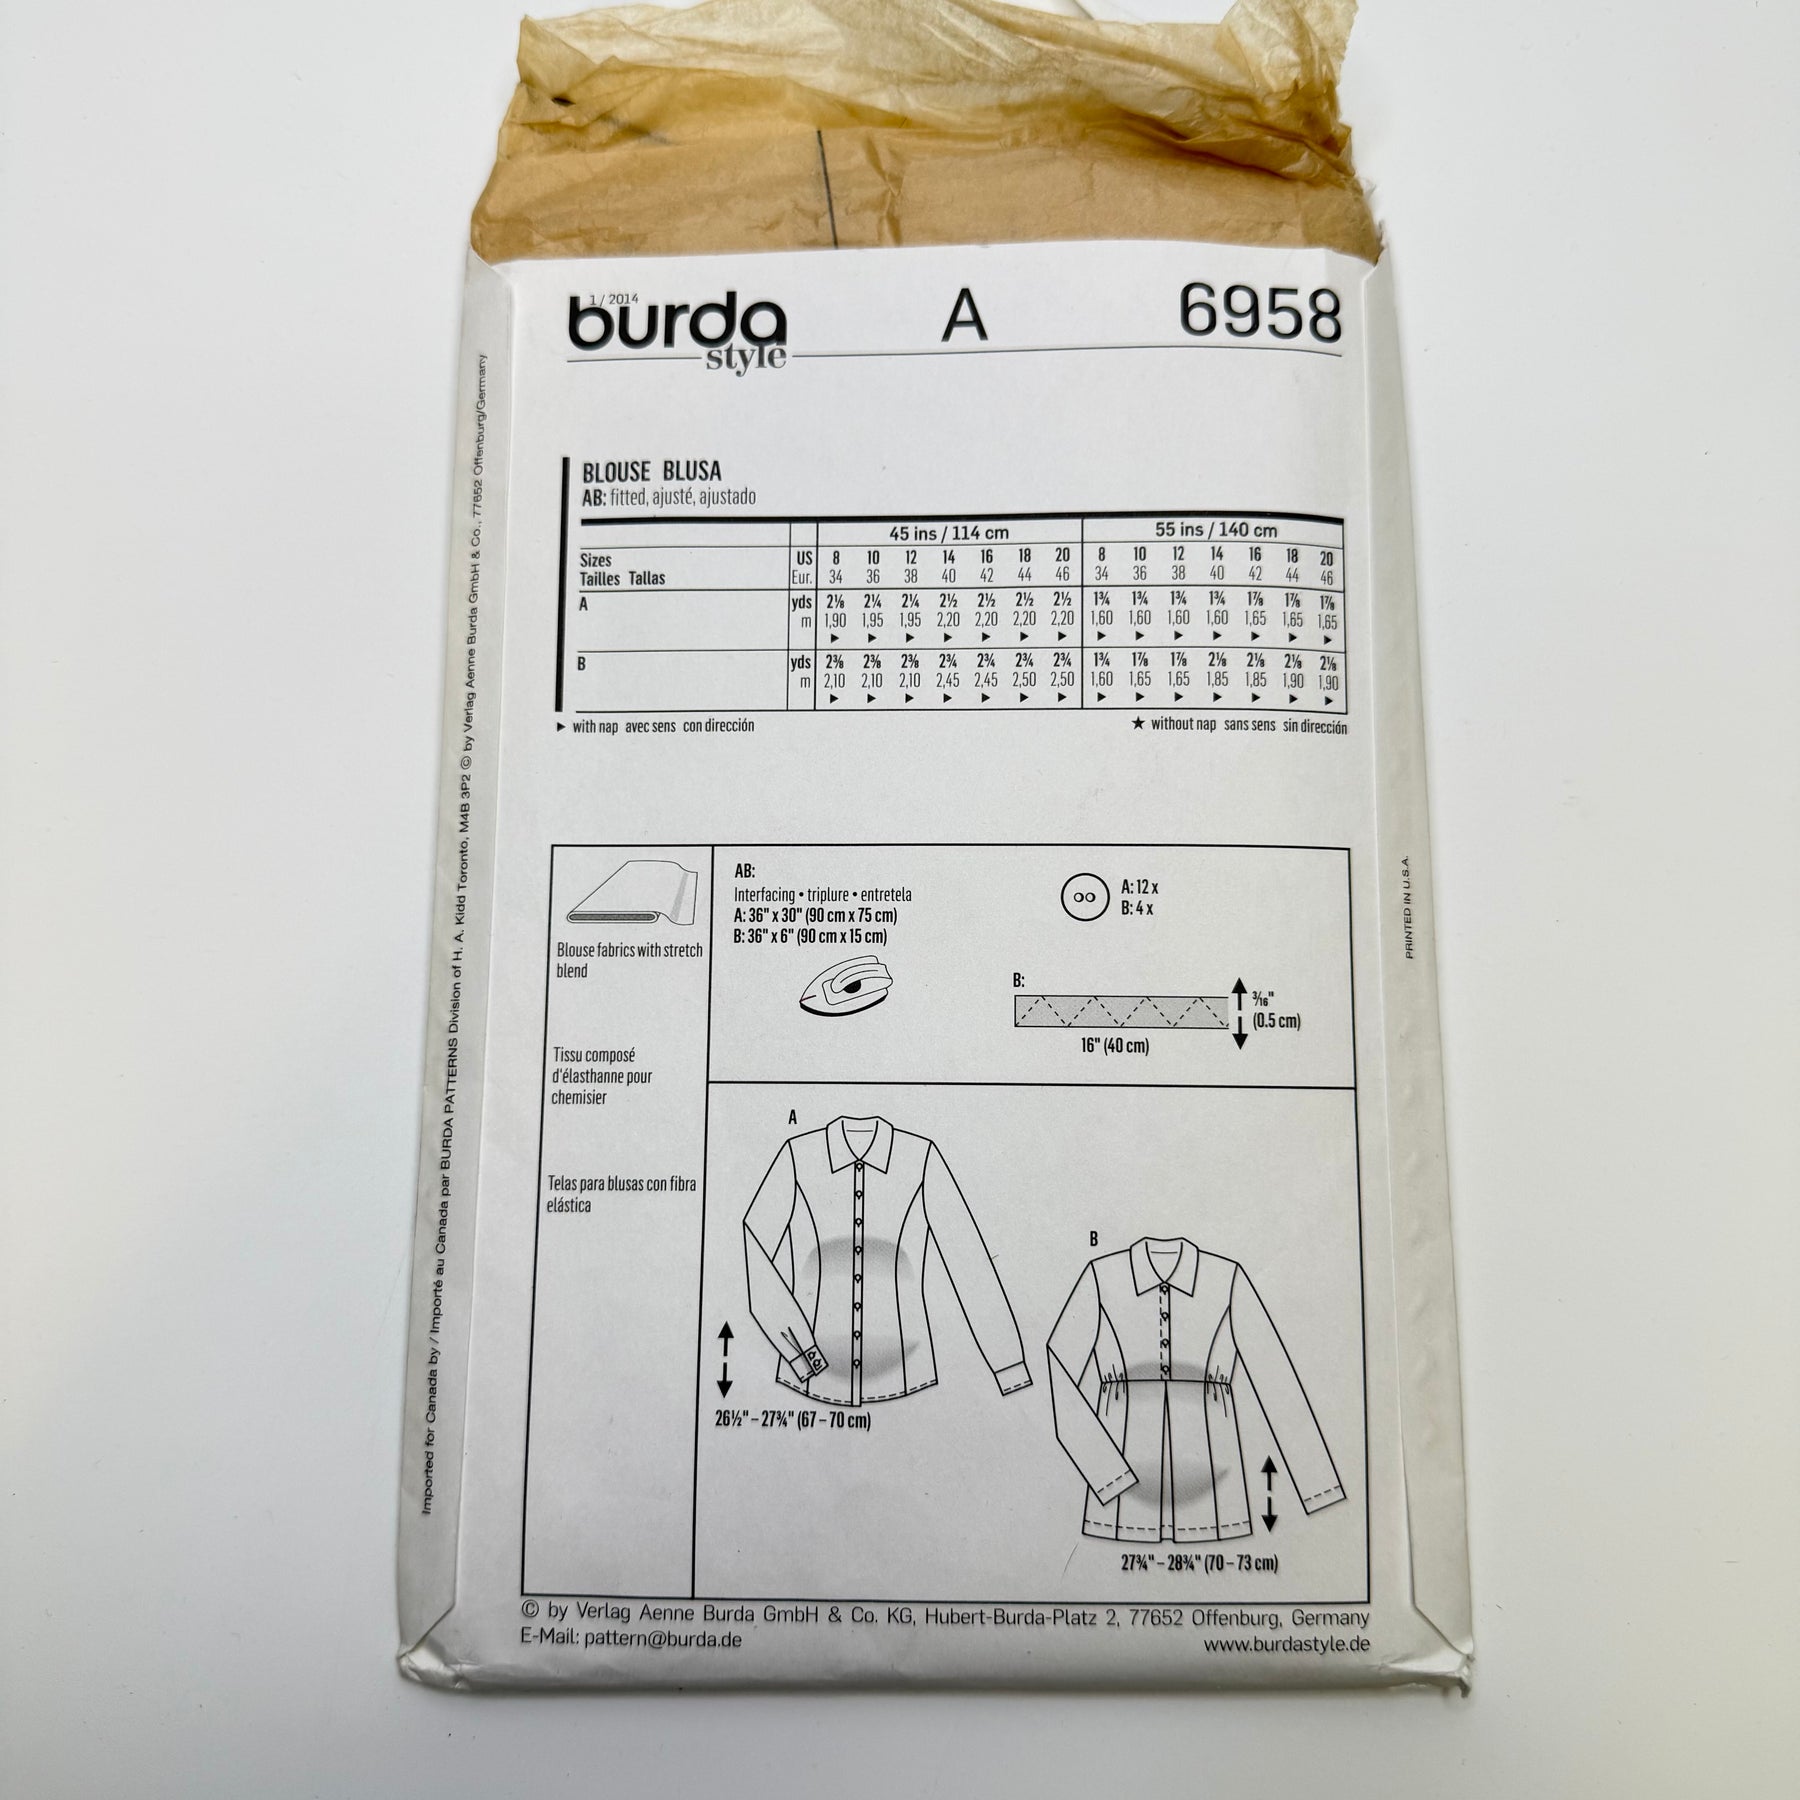 1/2014
burda
style
A
6958
BLOUSE BLUSA
AB: fitted, ajusté, ajustado
45 ins / 114 cm 55 ins / 140 cm
Sizes US 8 10 12 14 16 18 20 8 10 12 14 16 18 20
Tailles Tallas Eur. 34 36 38 40 42 44 46 34 36 38 40 42 44 46
A yds 2⅛ 2¼ 2¼ 2½ 2½ 2½ 2½ 1¾ 1¾ 1¾ 1¾ 1⅞ 1⅞ 1⅞
m 1,90 1,95 1,95 2,20 2,20 2,20 2,20 1,60 1,60 1,60 1,60 1,65 1,65 1,65
▶ ▶ ▶ ▶ ▶ ▶ ▶ ▶ ▶ ▶ ▶ ▶ ▶ ▶
B yds 2⅜ 2⅜ 2⅜ 2¾ 2¾ 2¾ 2¾ 1¾ 1⅞ 1⅞ 2⅛ 2⅛ 2⅛ 2⅛
m 2,10 2,10 2,10 2,45 2,45 2,50 2,50 1,60 1,65 1,65 1,85 1,85 1,90 1,90
▶ ▶ ▶ ▶ ▶ ▶ ▶ ▶ ▶ ▶ ▶ ▶ ▶ ▶
▶ with nap avec sens con dirección
★ without nap sans sens sin dirección
Blouse fabrics with stretch
blend
Tissu composé
d'élasthanne pour
chemisier
Telas para blusas con fibra
elástica
AB:
Interfacing • triplure • entretela
A: 36" x 30" (90 cm x 75 cm)
B: 36" x 6" (90 cm x 15 cm)
A: 12 x
B: 4 x
B:
3/16"
(0.5 cm)
16" (40 cm)
A
26½" – 27¾" (67 – 70 cm)
B
27¾" – 28¾" (70 – 73 cm)
© by Verlag Aenne Burda GmbH & Co. KG, Hubert-Burda-Platz 2, 77652 Offenburg, Germany
E-Mail: pattern@burda.de
www.burdastyle.de
Imported for Canada by / Importé au Canada par BURDA PATTERNS Division of H. A. Kidd Toronto, M4B 3P2 © by Verlag Aenne Burda GmbH & Co., 77652 Offenburg/Germany
PRINTED IN U.S.A.